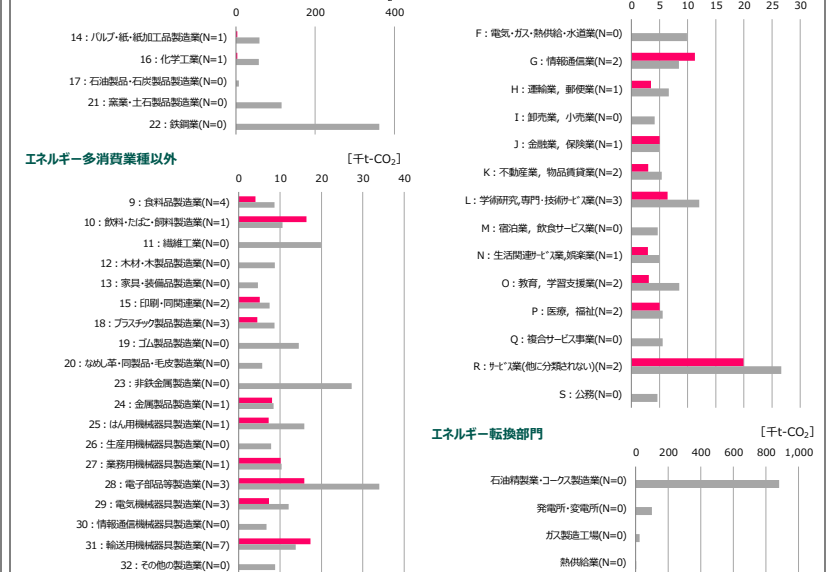 0 200 400
14：パルプ・紙・紙加工品製造業(N=1)
16：化学工業(N=1)
17：石油製品・石炭製品製造業(N=0)
21：窯業・土石製品製造業(N=0)
22：鉄鋼業(N=0)
エネルギー多消費業種以外 [千t-CO₂]
0 10 20 30 40
9：食料品製造業(N=4)
10：飲料・たばこ・飼料製造業(N=1)
11：繊維工業(N=0)
12：木材・木製品製造業(N=0)
13：家具・装備品製造業(N=0)
15：印刷・同関連業(N=2)
18：プラスチック製品製造業(N=3)
19：ゴム製品製造業(N=0)
20：なめし革・同製品・毛皮製造業(N=0)
23：非鉄金属製造業(N=0)
24：金属製品製造業(N=1)
25：はん用機械器具製造業(N=1)
26：生産用機械器具製造業(N=0)
27：業務用機械器具製造業(N=1)
28：電子部品等製造業(N=3)
29：電気機械器具製造業(N=3)
30：情報通信機械器具製造業(N=0)
31：輸送用機械器具製造業(N=7)
32：その他の製造業(N=0)
0 5 10 15 20 25 30
F：電気・ガス・熱供給・水道業(N=0)
G：情報通信業(N=2)
H：運輸業，郵便業(N=1)
I：卸売業，小売業(N=0)
J：金融業，保険業(N=1)
K：不動産業，物品賃貸業(N=2)
L：学術研究,専門・技術サービス業(N=3)
M：宿泊業，飲食サービス業(N=0)
N：生活関連サービス業,娯楽業(N=1)
O：教育，学習支援業(N=2)
P：医療，福祉(N=2)
Q：複合サービス事業(N=0)
R：サービス業(他に分類されない)(N=2)
S：公務(N=0)
エネルギー転換部門 [千t-CO₂]
0 200 400 600 800 1,000
石油精製業・コークス製造業(N=0)
発電所・変電所(N=0)
ガス製造工場(N=0)
熱供給業(N=0)